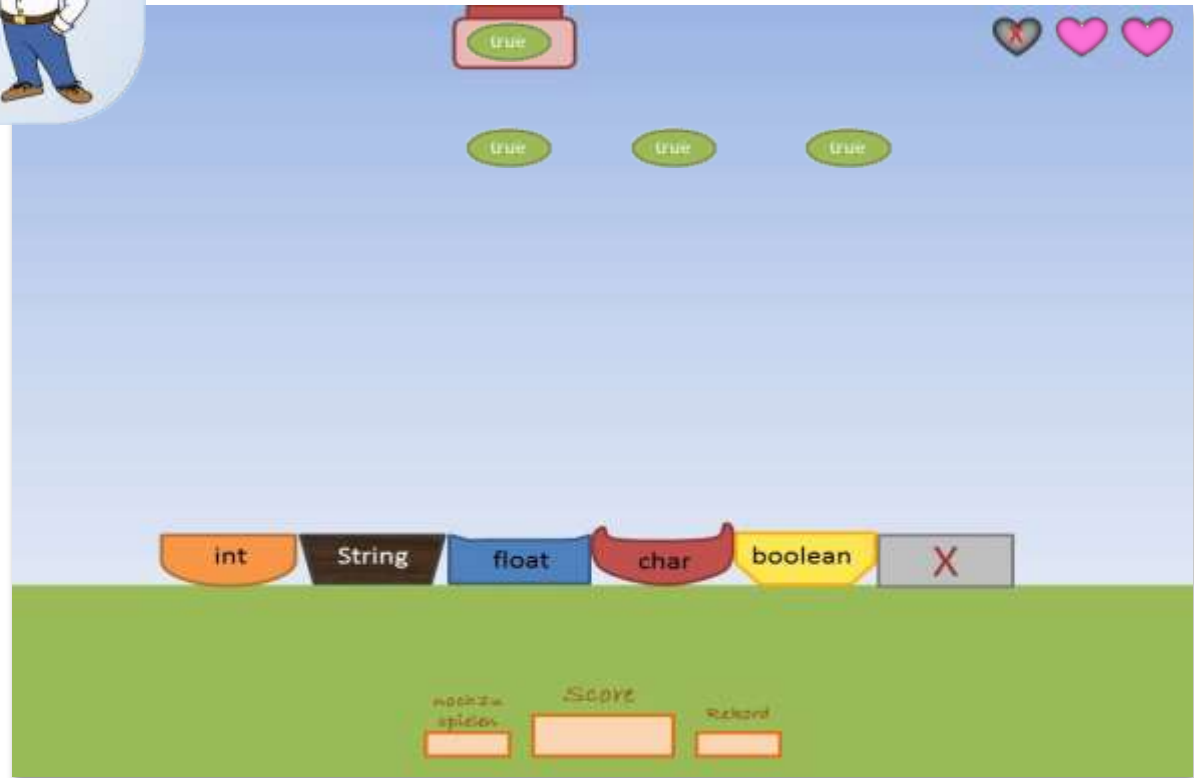 true
X
true true true
int String float char boolean X
noch zu
spielen
Score
Rekord